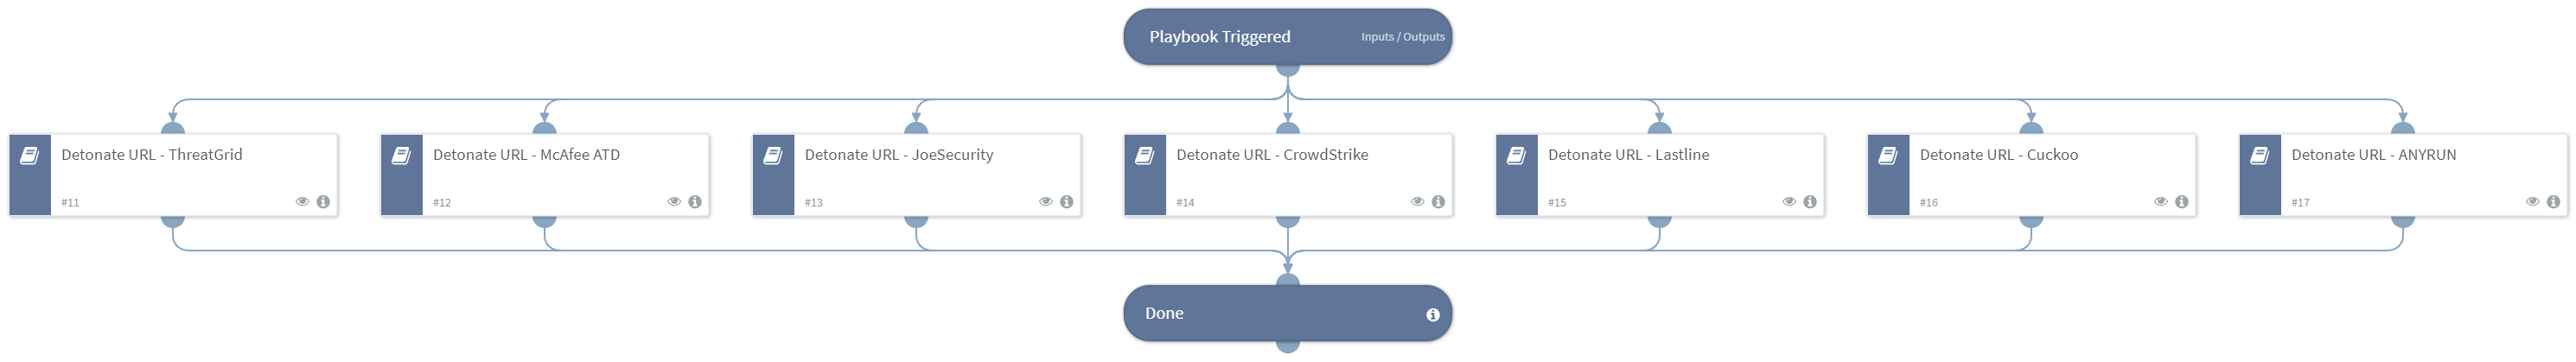 Playbook Triggered Inputs / Outputs
Detonate URL - ThreatGrid
#11
Detonate URL - McAfee ATD
#12
Detonate URL - JoeSecurity
#13
Detonate URL - CrowdStrike
#14
Detonate URL - Lastline
#15
Detonate URL - Cuckoo
#16
Detonate URL - ANYRUN
#17
Done